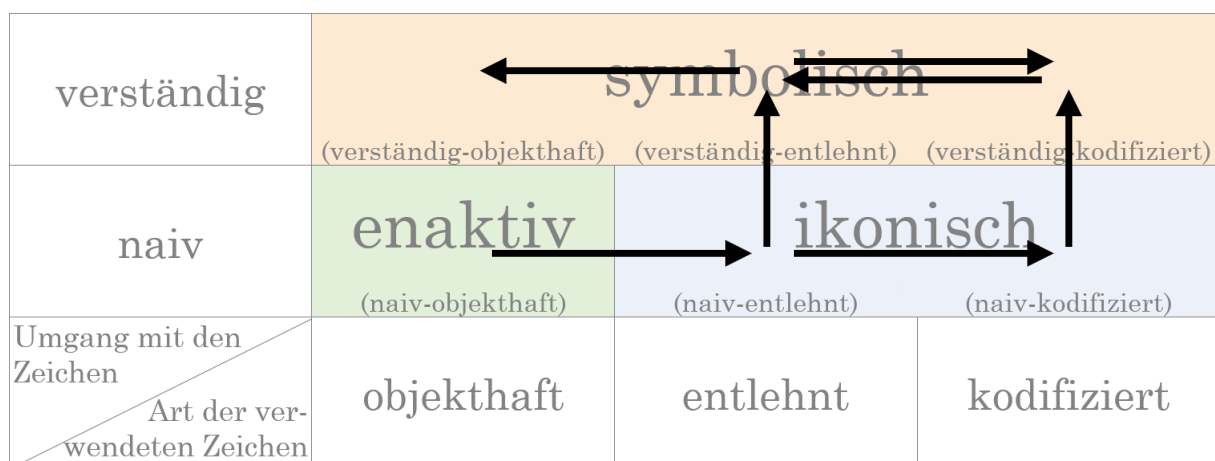 verständig
symbolisch
(verständig-objekthaft) (verständig-entlehnt) (verständig-kodifiziert)
naiv
enaktiv
ikonisch
(naiv-objekthaft) (naiv-entlehnt) (naiv-kodifiziert)
Umgang mit den
Zeichen
Art der ver-
wendeten Zeichen
objekthaft
entlehnt
kodifiziert